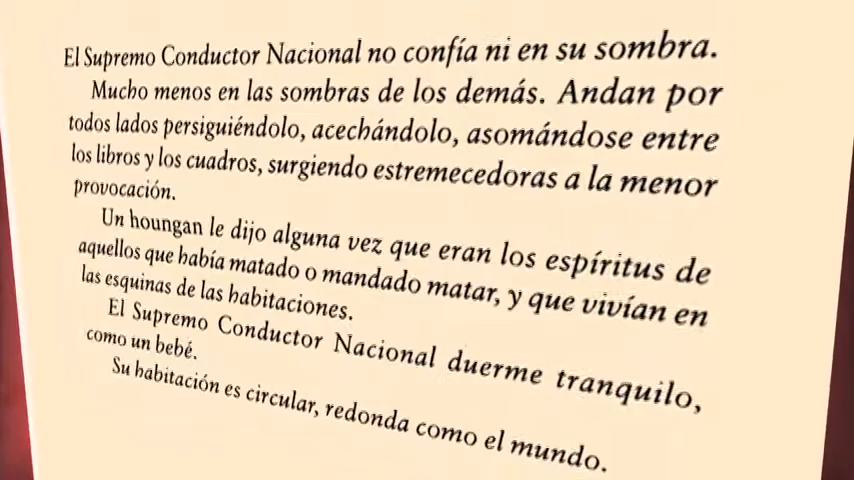 El Supremo Conductor Nacional no confía ni en su sombra.
Mucho menos en las sombras de los demás. Andan por
todos lados persiguiéndolo, acechándolo, asomándose entre
los libros y los cuadros, surgiendo estremecedoras a la menor
provocación.
Un houngan le dijo alguna vez que eran los espíritus de
aquellos que había matado o mandado matar, y que vivían en
las esquinas de las habitaciones.
El Supremo Conductor Nacional duerme tranquilo,
como un bebé.
Su habitación es circular, redonda como el mundo.